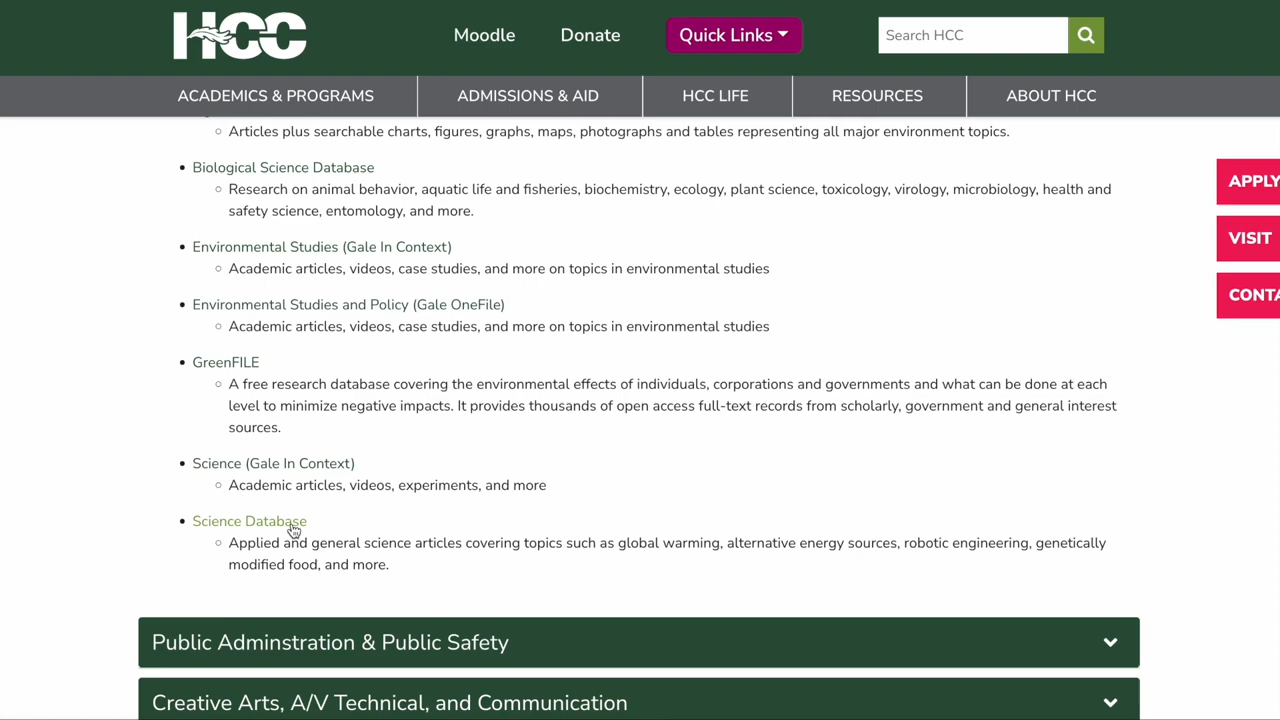 HCC
Moodle
Donate
Quick Links
Search HCC
ACADEMICS & PROGRAMS
ADMISSIONS & AID
HCC LIFE
RESOURCES
ABOUT HCC
Articles plus searchable charts, figures, graphs, maps, photographs and tables representing all major environment topics.
Biological Science Database
Research on animal behavior, aquatic life and fisheries, biochemistry, ecology, plant science, toxicology, virology, microbiology, health and
safety science, entomology, and more.
Environmental Studies (Gale In Context)
Academic articles, videos, case studies, and more on topics in environmental studies
Environmental Studies and Policy (Gale OneFile)
Academic articles, videos, case studies, and more on topics in environmental studies
GreenFILE
A free research database covering the environmental effects of individuals, corporations and governments and what can be done at each
level to minimize negative impacts. It provides thousands of open access full-text records from scholarly, government and general interest
sources.
Science (Gale In Context)
Academic articles, videos, experiments, and more
Science Database
Applied and general science articles covering topics such as global warming, alternative energy sources, robotic engineering, genetically
modified food, and more.
Public Adminstration & Public Safety
Creative Arts, A/V Technical, and Communication
APPLY
VISIT
CONTA